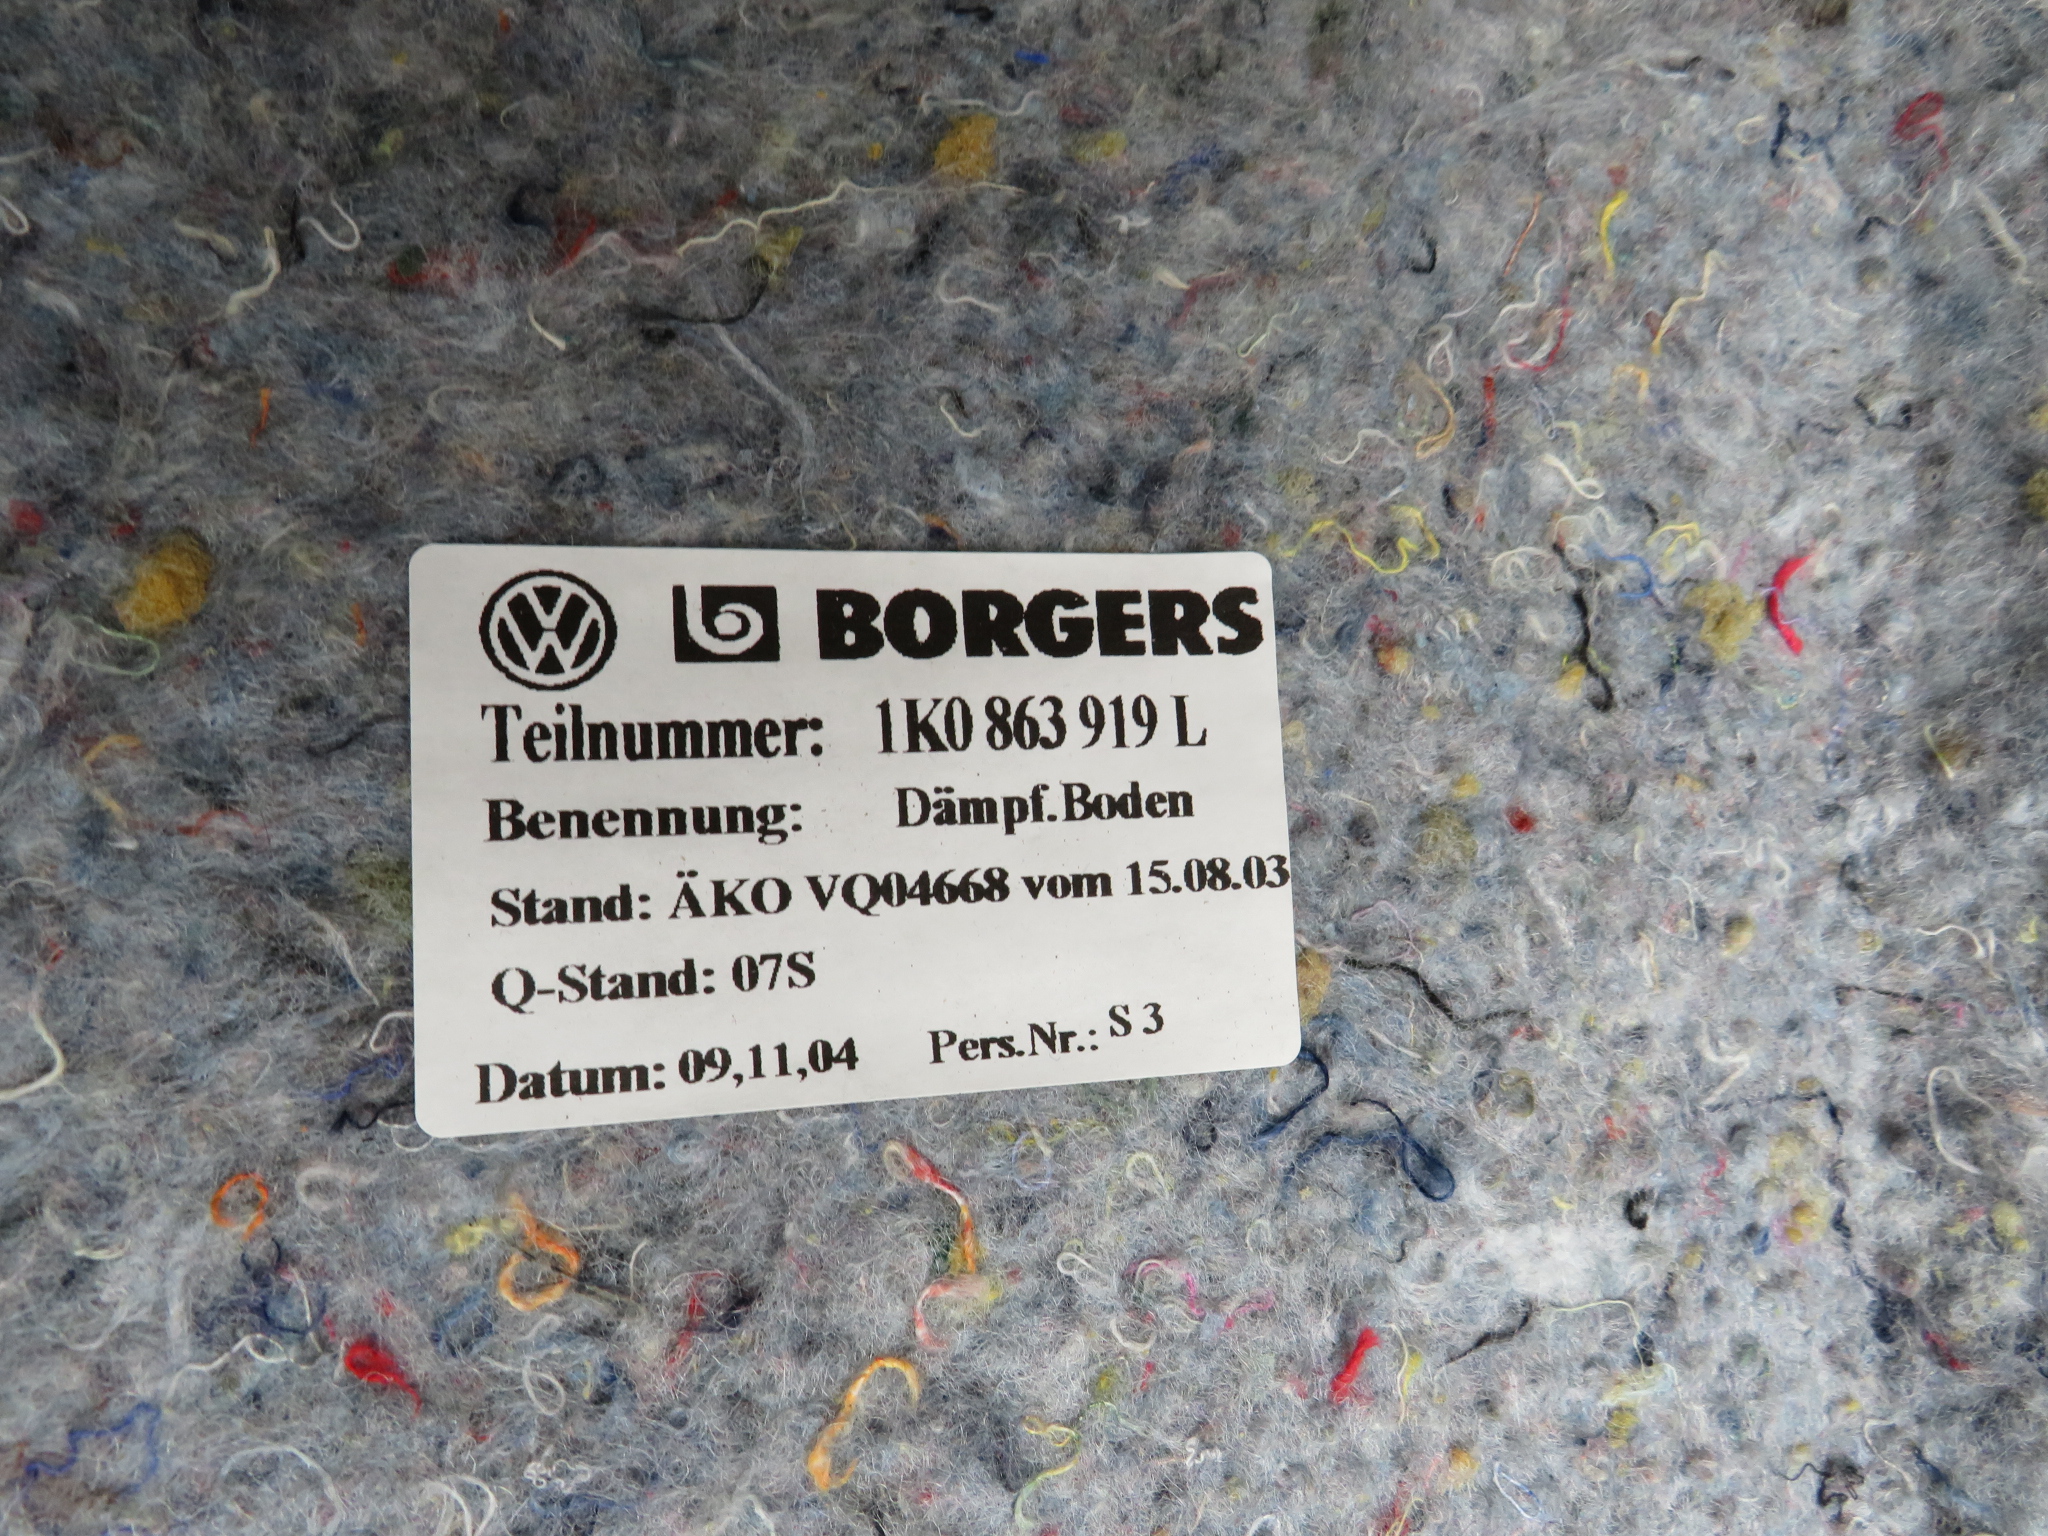 VW b BORGERS
Teilnummer: 1K0 863 919 L
Benennung: Dämpf.Boden
Stand: ÄKO VQ04668 vom 15.08.03
Q-Stand: 07S
Datum: 09,11,04 Pers.Nr.: S 3